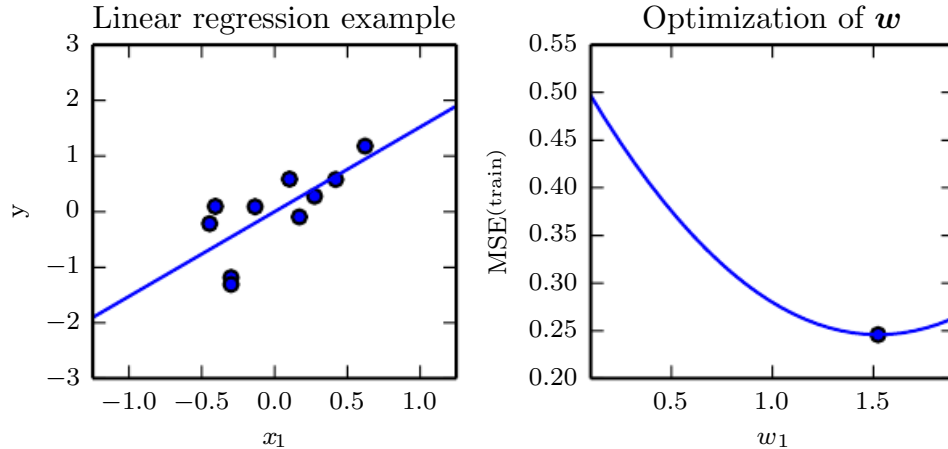 Linear regression example
3
2
1
0
−1
−2
−3
y
−1.0 −0.5 0.0 0.5 1.0
x1
Optimization of w
0.55
0.50
0.45
0.40
0.35
0.30
0.25
0.20
MSE(train)
0.5 1.0 1.5
w1